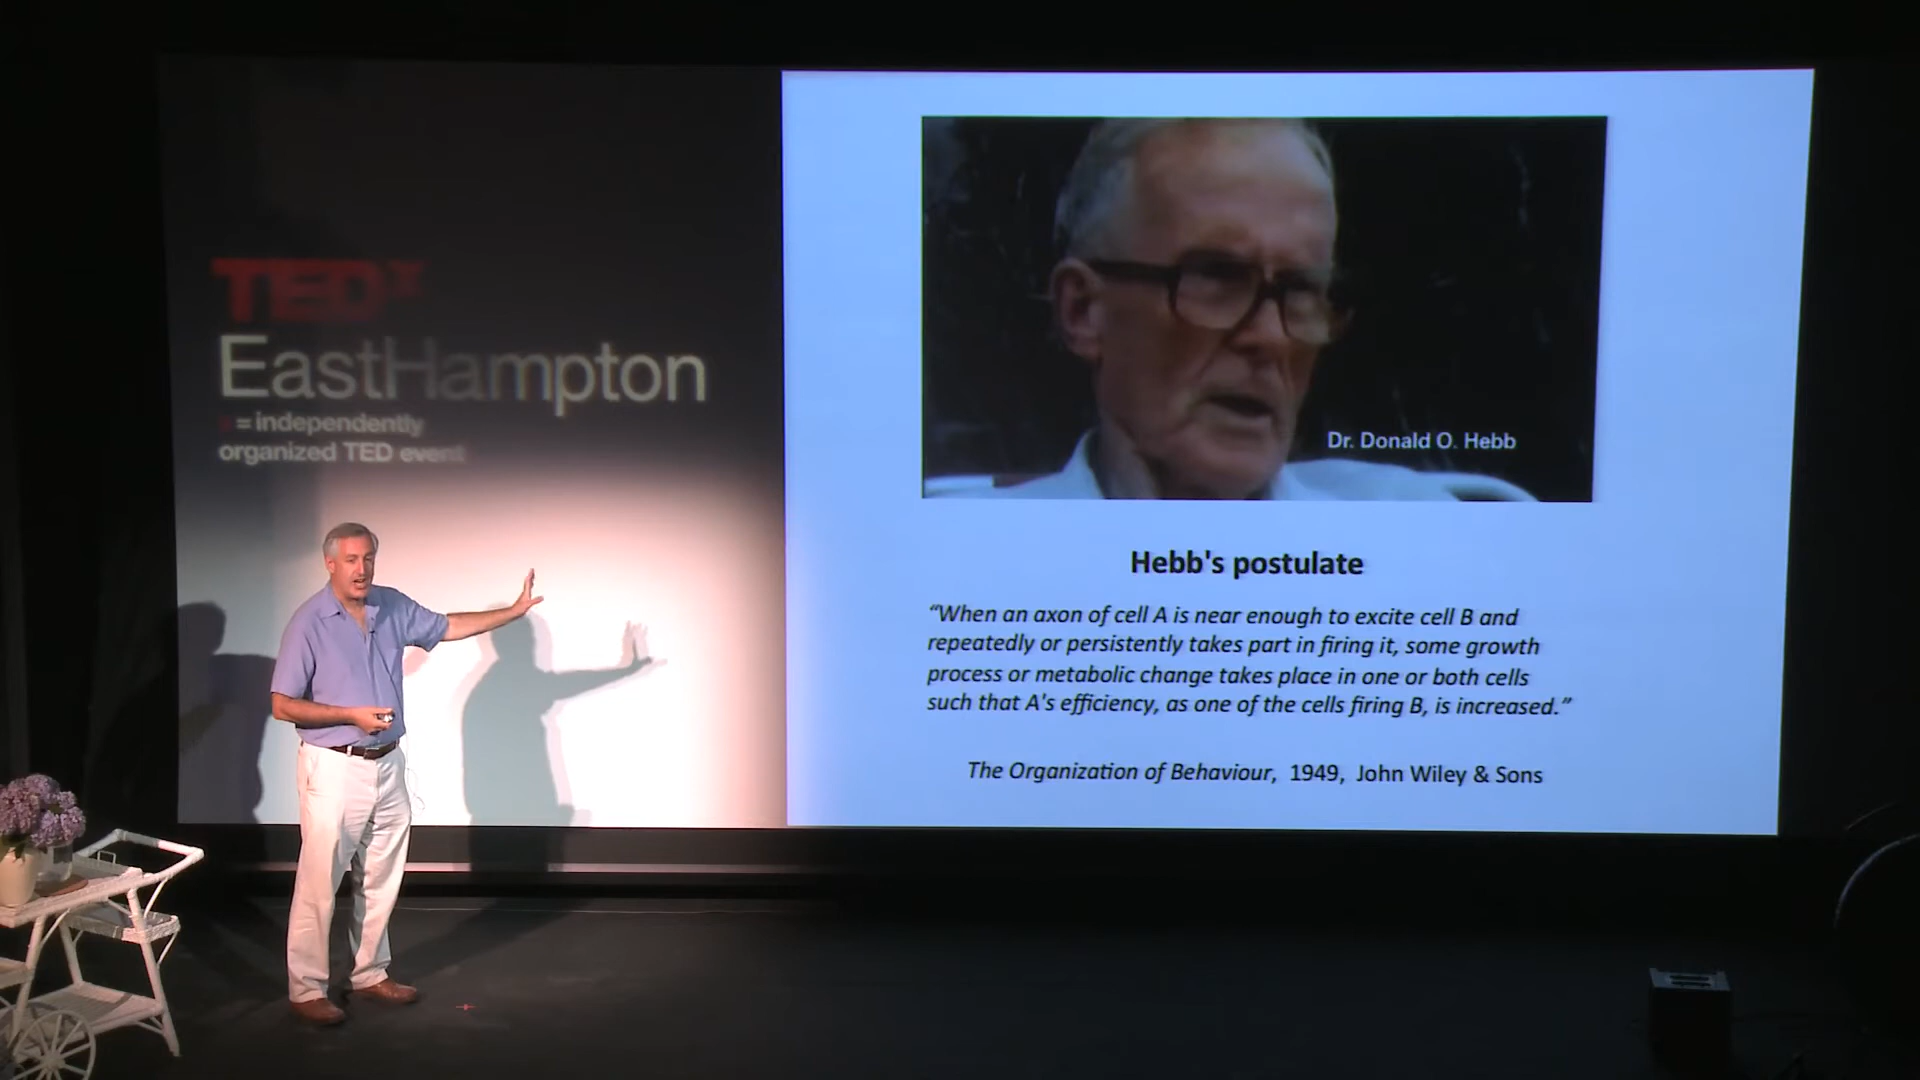 TEDx
EastHampton
x = independently
organized TED event
Dr. Donald O. Hebb
Hebb's postulate
“When an axon of cell A is near enough to excite cell B and
repeatedly or persistently takes part in firing it, some growth
process or metabolic change takes place in one or both cells
such that A's efficiency, as one of the cells firing B, is increased.”
The Organization of Behaviour, 1949, John Wiley & Sons